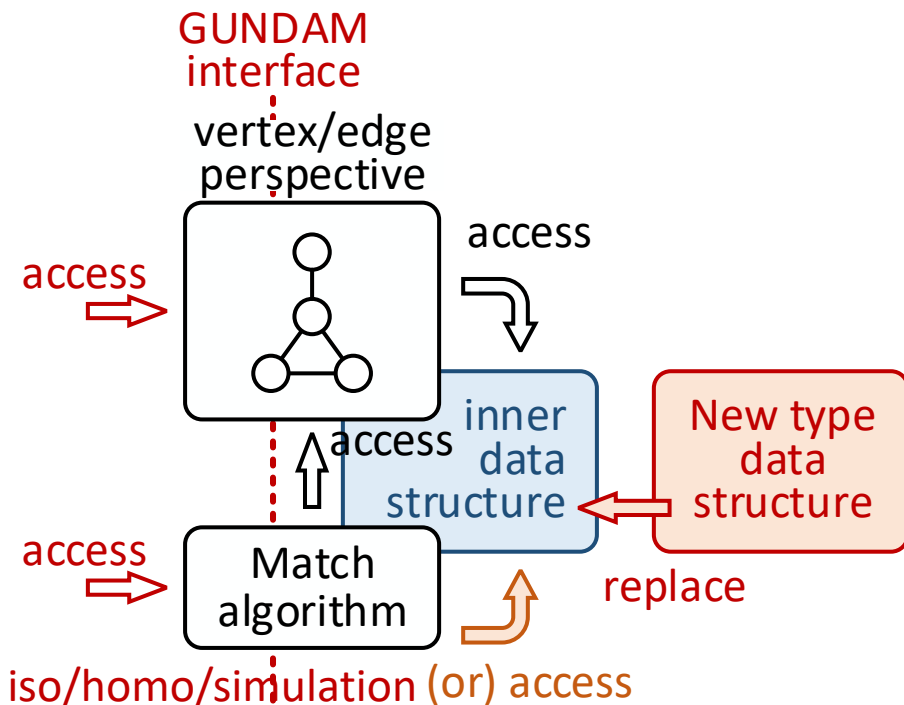 GUNDAM
interface
vertex/edge
perspective
access
access
inner
data
structure
New type
data
structure
access
access
Match
algorithm
replace
iso/homo/simulation
(or) access